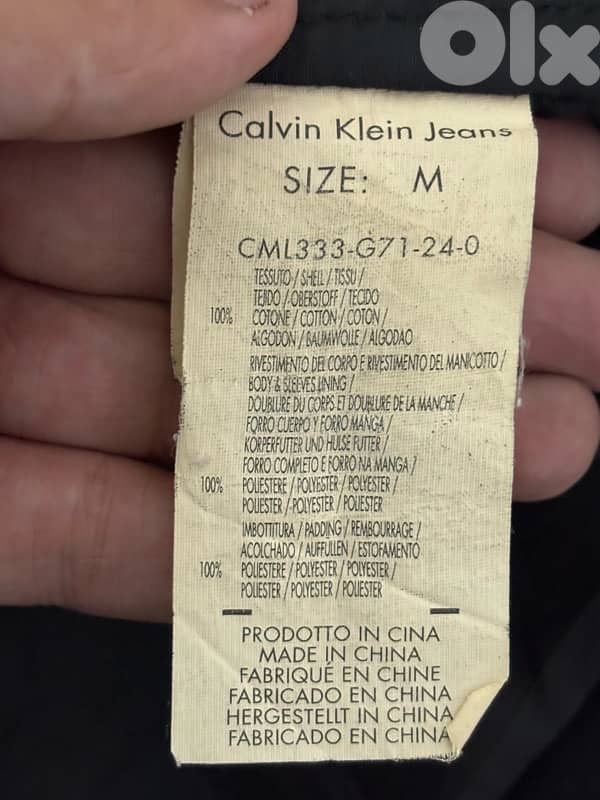 Olx
Calvin Klein Jeans
SIZE: M
CML333-G71-24-0
TESSUTO / SHELL / TISSU /
TEJIDO / OBERSTOFF / TECIDO
100% COTONE / COTTON / COTON /
ALGODON / BAUMWOLLE / ALGODAO
RIVESTIMENTO DEL CORPO E RIVESTIMENTO DEL MANICOTTO /
BODY & SLEEVES LINING /
DOUBLURE DU CORPS ET DOUBLURE DE LA MANCHE /
FORRO CUERPO Y FORRO MANGA /
KORPERFUTTER UND HULSE FUTTER /
FORRO COMPLETO E FORRO NA MANGA /
100% POLIESTERE / POLYESTER / POLYESTER /
POLIESTER / POLYESTER / POLIESTER
IMBOTTITURA / PADDING / REMBOURRAGE /
ACOLCHADO / AUFFULLEN / ESTOFAMENTO
100% POLIESTERE / POLYESTER / POLYESTER /
POLIESTER / POLYESTER / POLIESTER
PRODOTTO IN CINA
MADE IN CHINA
FABRIQUÉ EN CHINE
FABRICADO EN CHINA
HERGESTELLT IN CHINA
FABRICADO EN CHINA